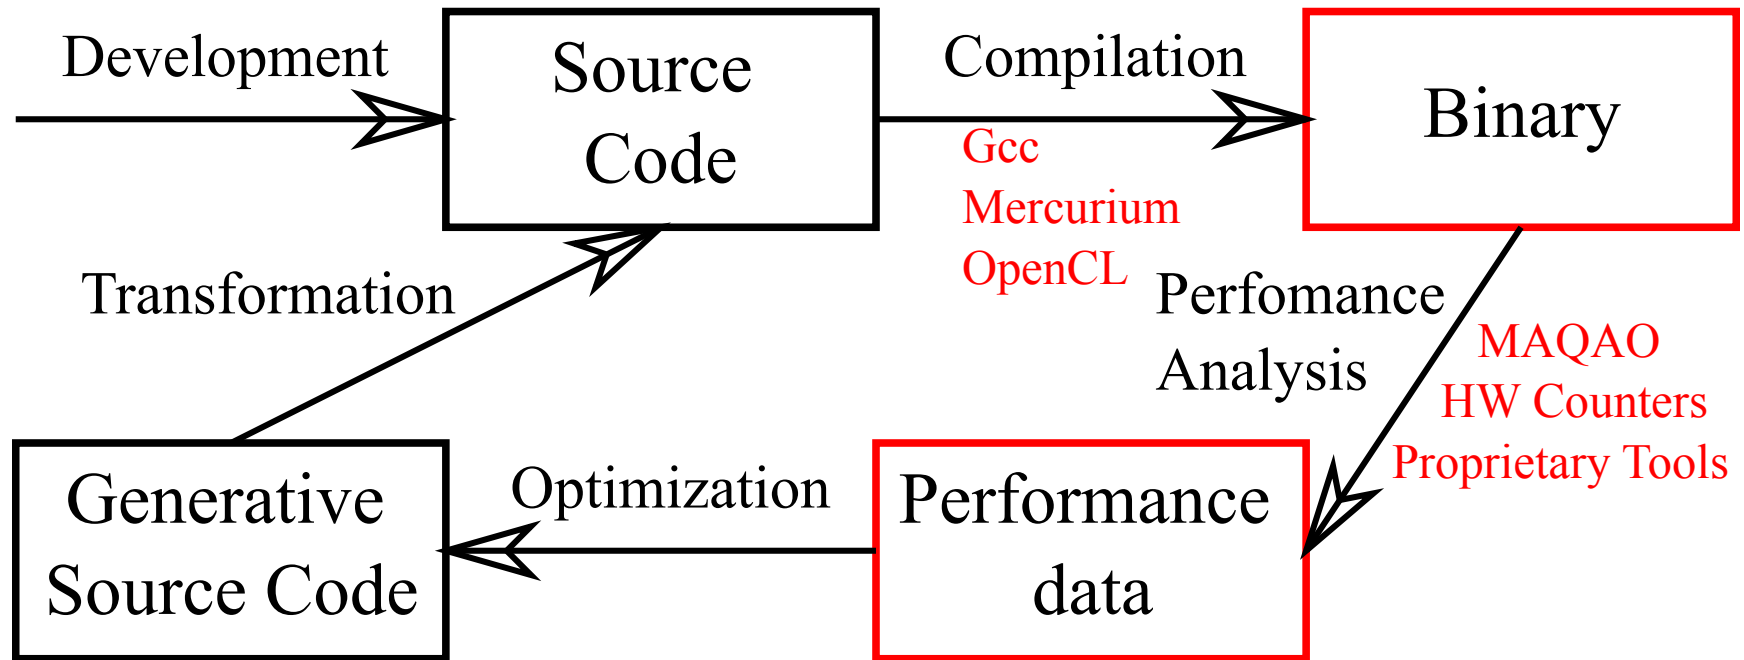 Development
Source
Code
Compilation
Gcc
Mercurium
OpenCL
Binary
Transformation
Perfomance
Analysis
MAQAO
HW Counters
Proprietary Tools
Generative
Source Code
Optimization
Performance
data